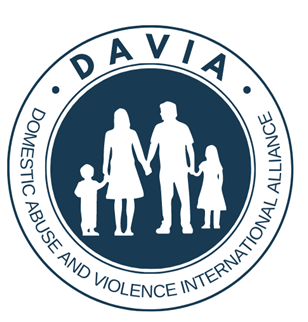 • DAVIA •
DOMESTIC ABUSE AND VIOLENCE INTERNATIONAL ALLIANCE